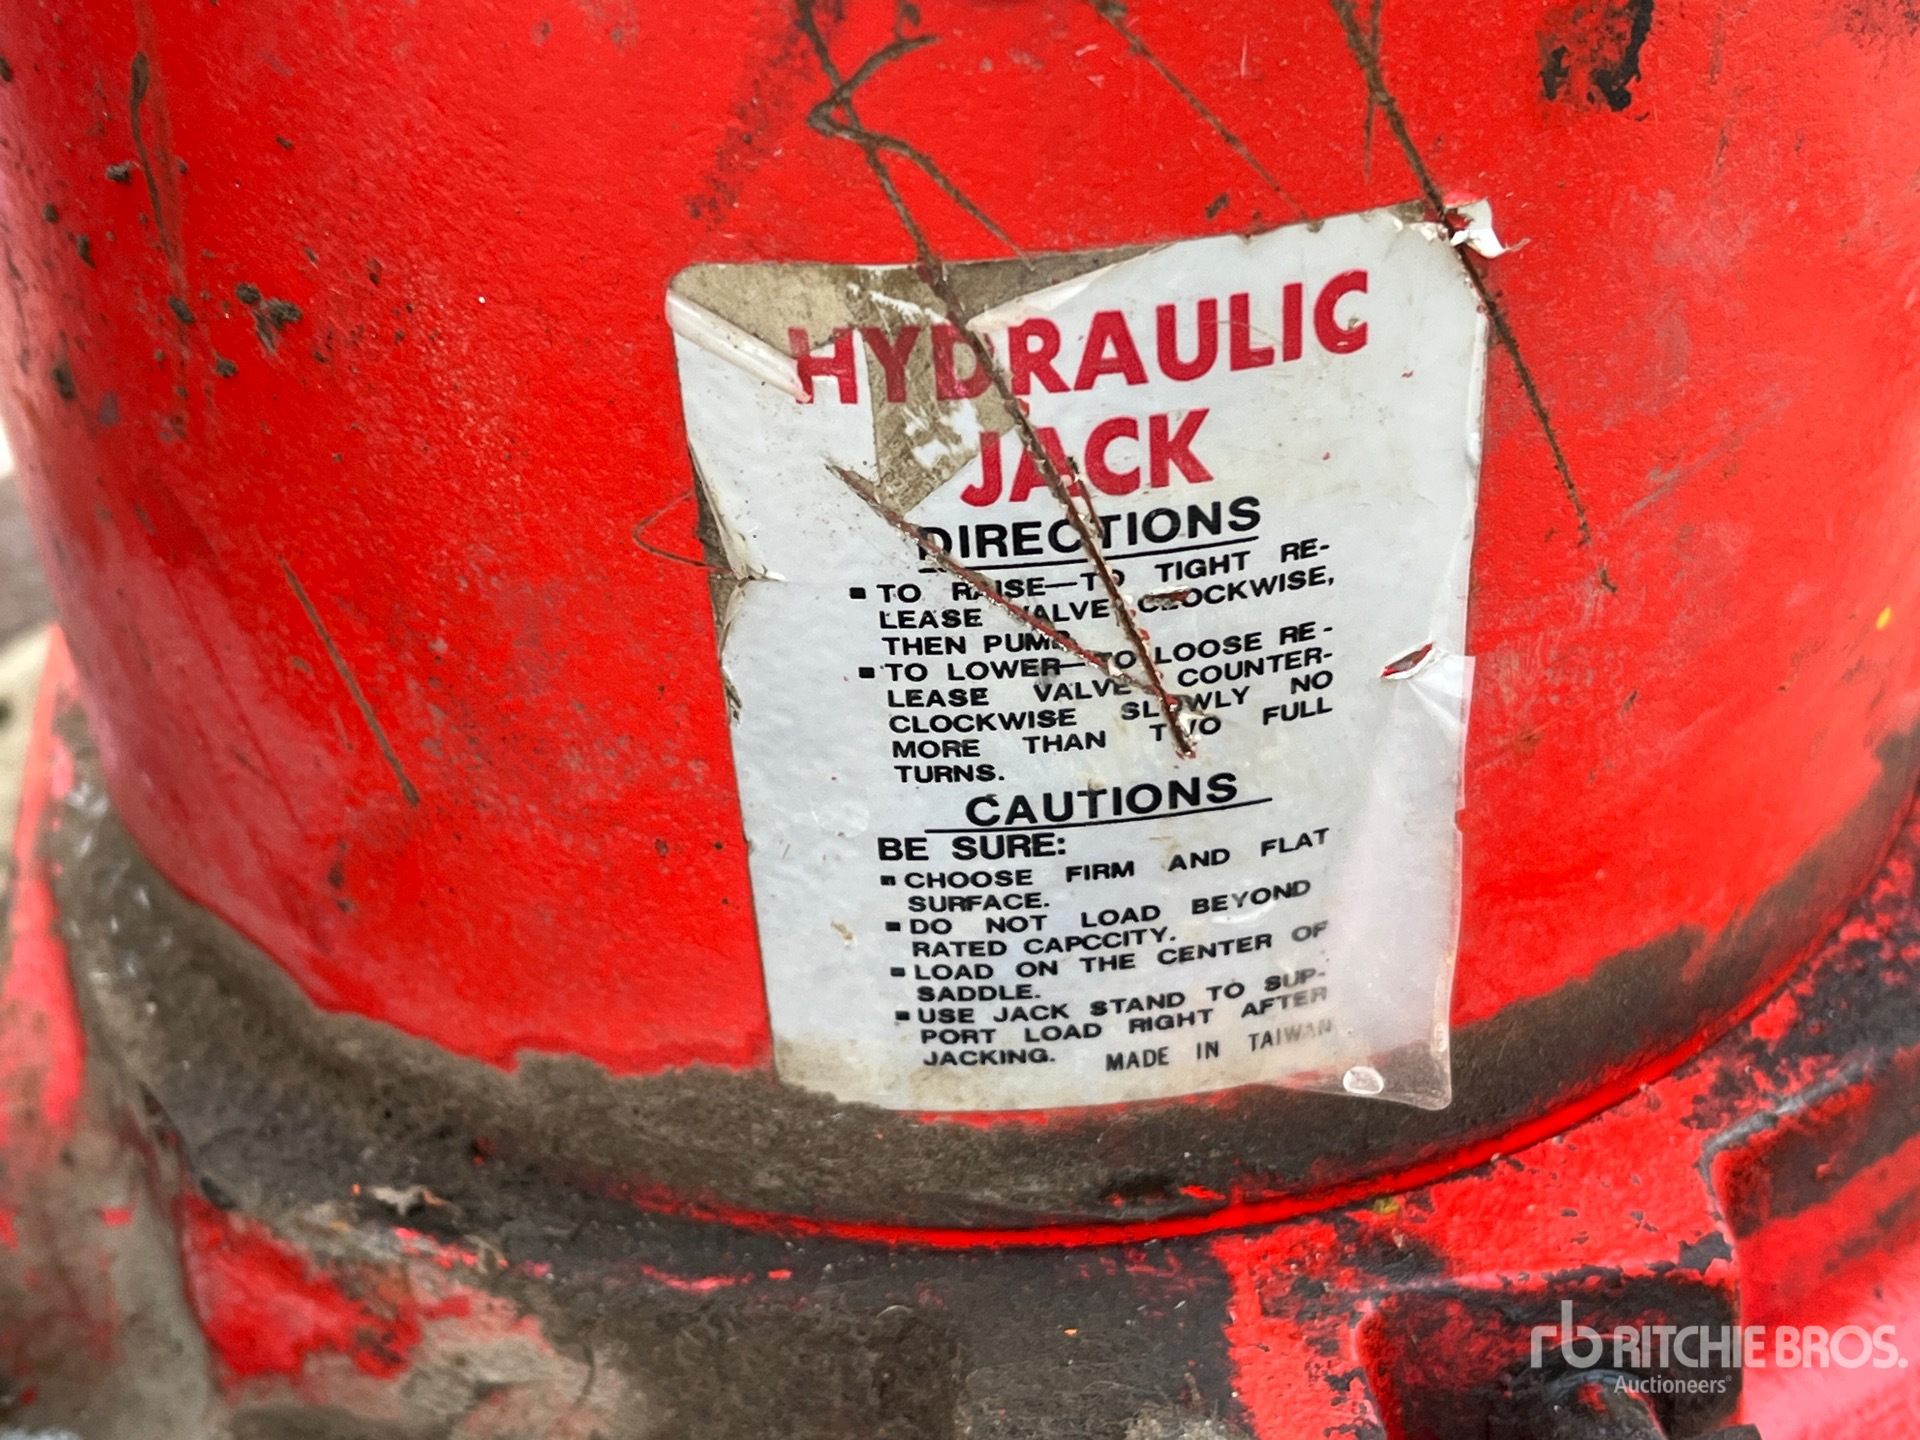 HYDRAULIC
JACK
DIRECTIONS
▪ TO RAISE—TO TIGHT RE-
LEASE VALVE CLOCKWISE,
THEN PUMP.
▪ TO LOWER—TO LOOSE RE-
LEASE VALVE COUNTER-
CLOCKWISE SLOWLY NO
MORE THAN TWO FULL
TURNS.
CAUTIONS
BE SURE:
▪ CHOOSE FIRM AND FLAT
SURFACE.
▪ DO NOT LOAD BEYOND
RATED CAPCCITY.
▪ LOAD ON THE CENTER OF
SADDLE.
▪ USE JACK STAND TO SUP-
PORT LOAD RIGHT AFTER
JACKING. MADE IN TAIWAN
rb RITCHIE BROS.
Auctioneers®